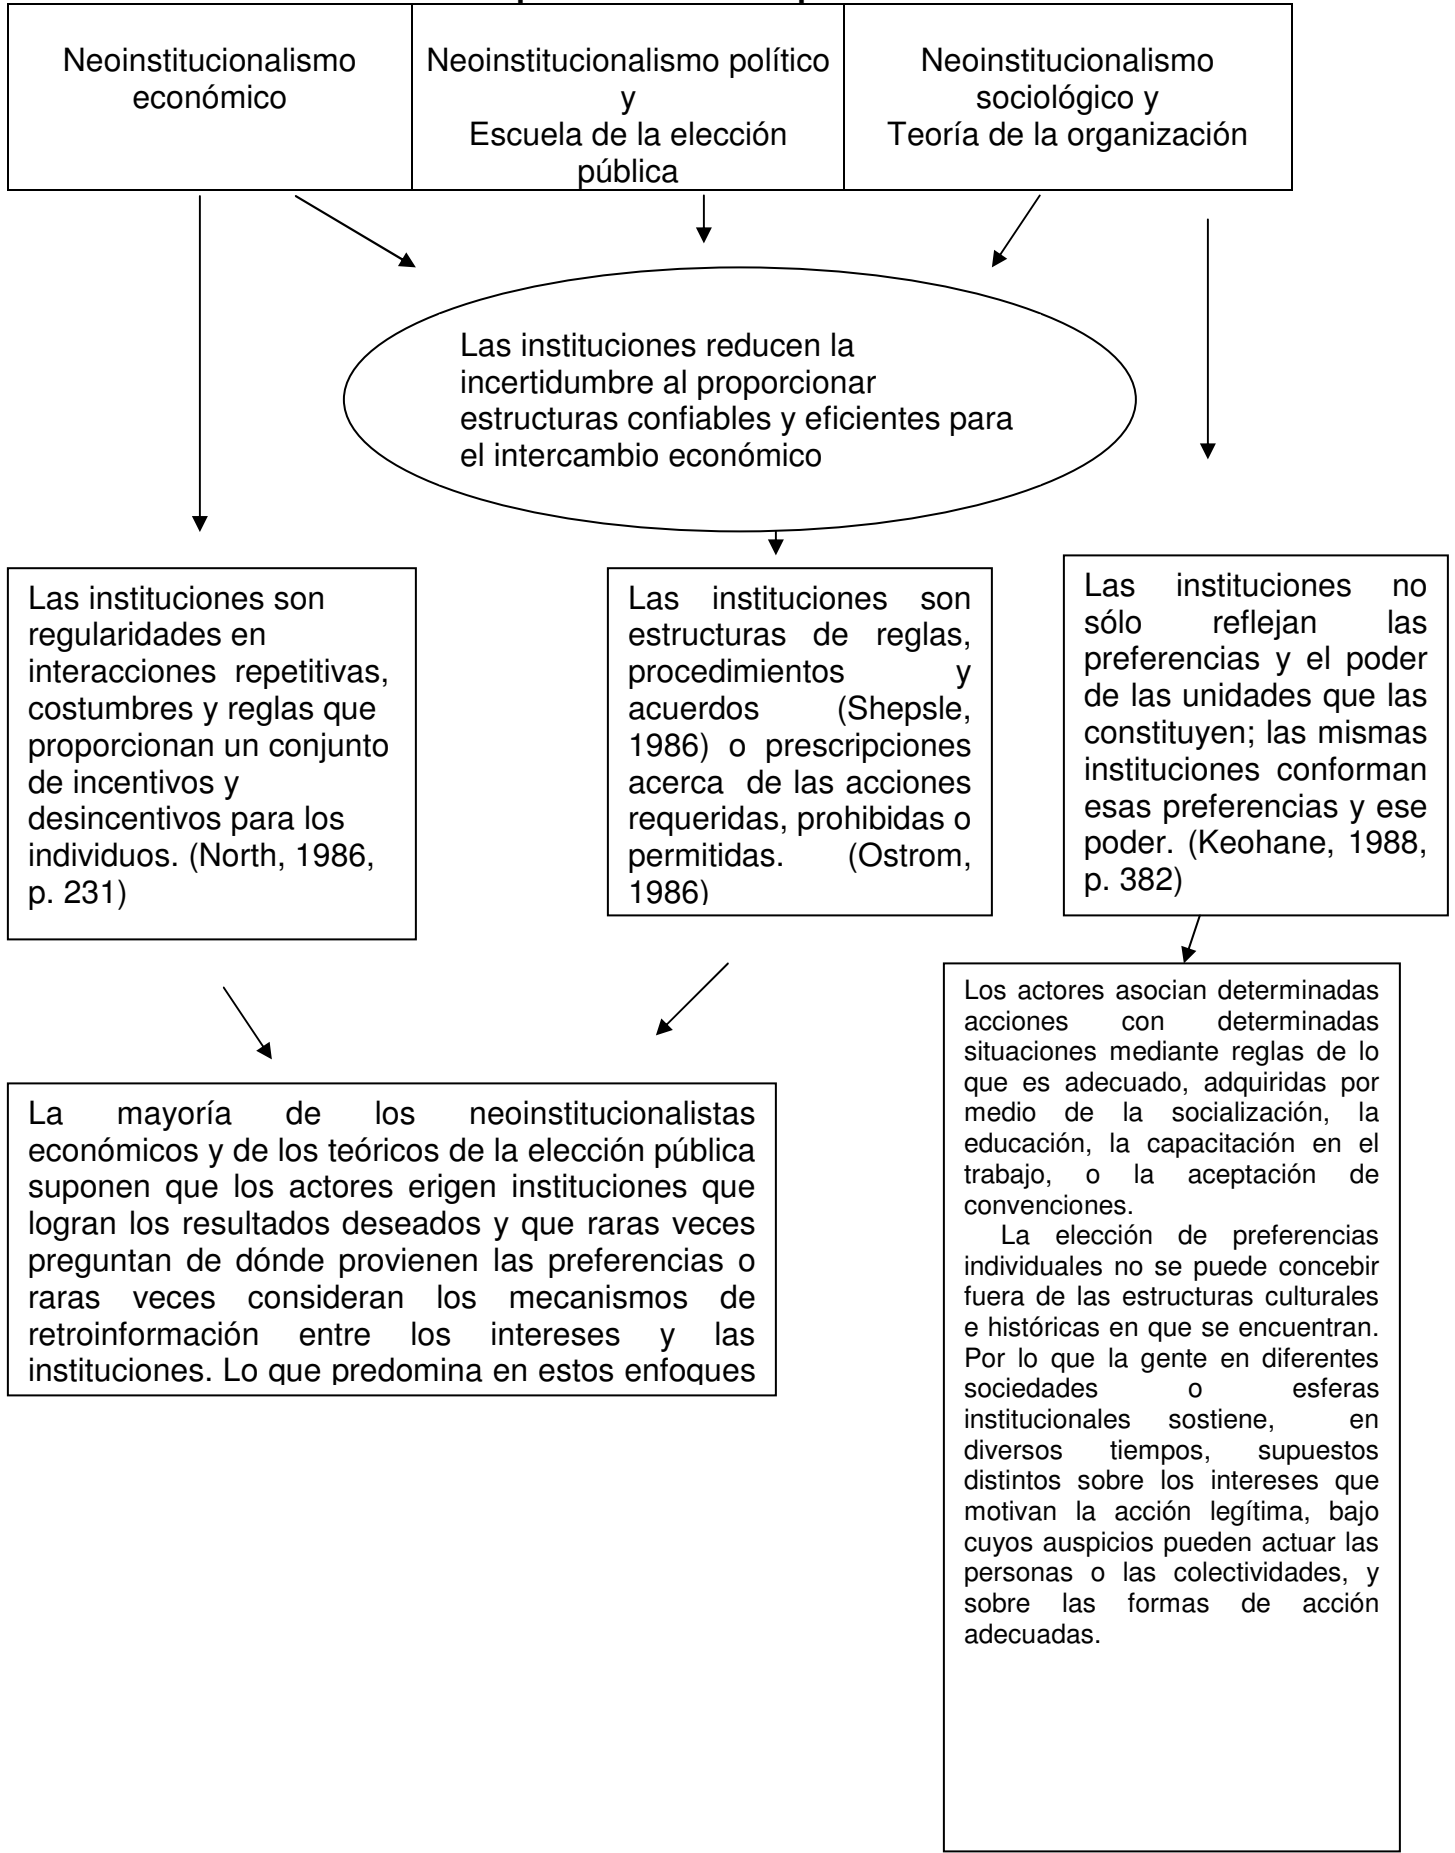 Neoinstitucionalismo
económico
Neoinstitucionalismo político
y
Escuela de la elección
pública
Neoinstitucionalismo
sociológico y
Teoría de la organización
Las instituciones reducen la
incertidumbre al proporcionar
estructuras confiables y eficientes para
el intercambio económico
Las instituciones son
regularidades en
interacciones repetitivas,
costumbres y reglas que
proporcionan un conjunto
de incentivos y
desincentivos para los
individuos. (North, 1986,
p. 231)
Las instituciones son
estructuras de reglas,
procedimientos y
acuerdos (Shepsle,
1986) o prescripciones
acerca de las acciones
requeridas, prohibidas o
permitidas. (Ostrom,
1986)
Las instituciones no
sólo reflejan las
preferencias y el poder
de las unidades que las
constituyen; las mismas
instituciones conforman
esas preferencias y ese
poder. (Keohane, 1988,
p. 382)
La mayoría de los neoinstitucionalistas
económicos y de los teóricos de la elección pública
suponen que los actores erigen instituciones que
logran los resultados deseados y que raras veces
preguntan de dónde provienen las preferencias o
raras veces consideran los mecanismos de
retroinformación entre los intereses y las
instituciones. Lo que predomina en estos enfoques
Los actores asocian determinadas
acciones con determinadas
situaciones mediante reglas de lo
que es adecuado, adquiridas por
medio de la socialización, la
educación, la capacitación en el
trabajo, o la aceptación de
convenciones.
La elección de preferencias
individuales no se puede concebir
fuera de las estructuras culturales
e históricas en que se encuentran.
Por lo que la gente en diferentes
sociedades o esferas
institucionales sostiene, en
diversos tiempos, supuestos
distintos sobre los intereses que
motivan la acción legítima, bajo
cuyos auspicios pueden actuar las
personas o las colectividades, y
sobre las formas de acción
adecuadas.